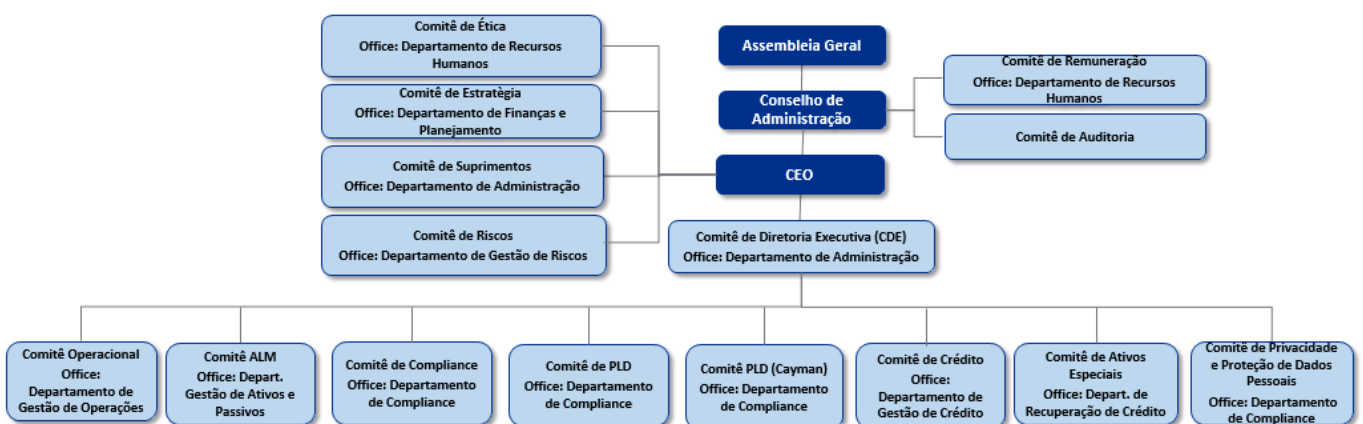 Comitê de Ética
Office: Departamento de Recursos
Humanos
Comitê de Estratègia
Office: Departamento de Finanças e
Planejamento
Comitê de Suprimentos
Office: Departamento de Administração
Comitê de Riscos
Office: Departamento de Gestão de Riscos
Assembleia Geral
Conselho de
Administração
CEO
Comitê de Remuneração
Office: Departamento de Recursos
Humanos
Comitê de Auditoria
Comitê de Diretoria Executiva (CDE)
Office: Departamento de Administração
Comitê Operacional
Office:
Departamento de
Gestão de Operações
Comitê ALM
Office: Depart.
Gestão de Ativos e
Passivos
Comitê de Compliance
Office: Departamento
de Compliance
Comitê de PLD
Office: Departamento
de Compliance
Comitê PLD (Cayman)
Office: Departamento
de Compliance
Comitê de Crédito
Office:
Departamento de
Gestão de Crédito
Comitê de Ativos
Especiais
Office: Depart. de
Recuperação de Crédito
Comitê de Privacidade
e Proteção de Dados
Pessoais
Office: Departamento
de Compliance